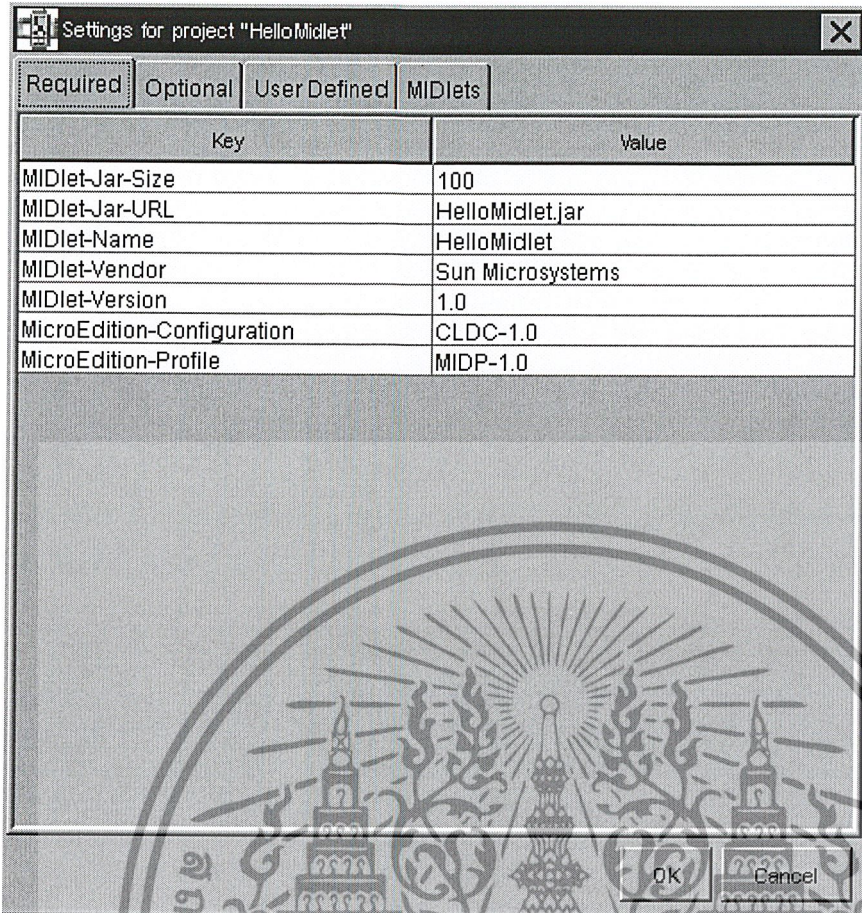 Settings for project "HelloMidlet"
Required Optional User Defined MIDlets
Key Value
MIDlet-Jar-Size 100
MIDlet-Jar-URL HelloMidlet.jar
MIDlet-Name HelloMidlet
MIDlet-Vendor Sun Microsystems
MIDlet-Version 1.0
MicroEdition-Configuration CLDC-1.0
MicroEdition-Profile MIDP-1.0
OK Cancel